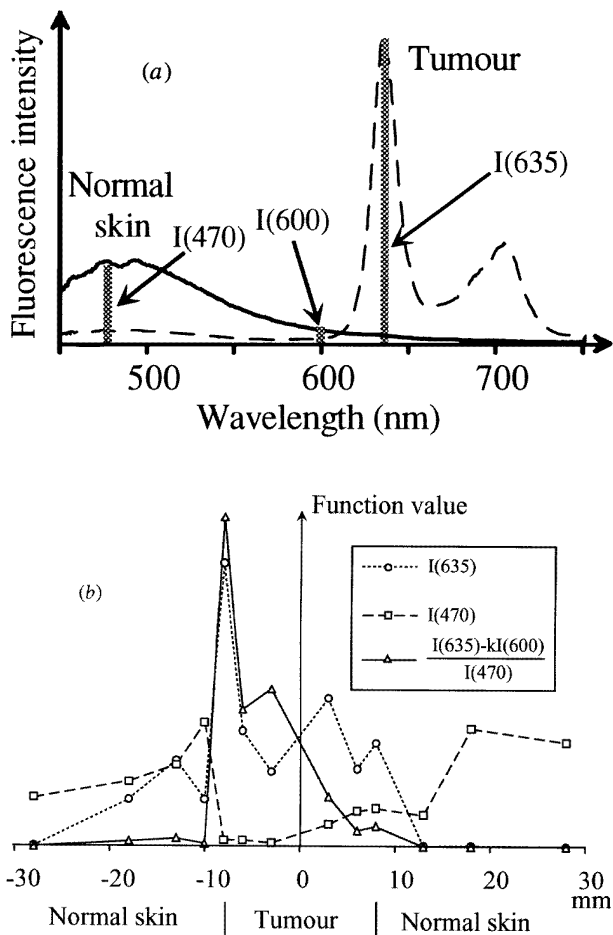 (a)
Fluorescence intensity
Tumour
I(635)
Normal
skin
I(470)
I(600)
500
600
700
Wavelength (nm)
Function value
(b)
I(635)
I(470)
I(635)-kI(600)
I(470)
-30
-20
-10
0
10
20
30
mm
Normal skin
Tumour
Normal skin